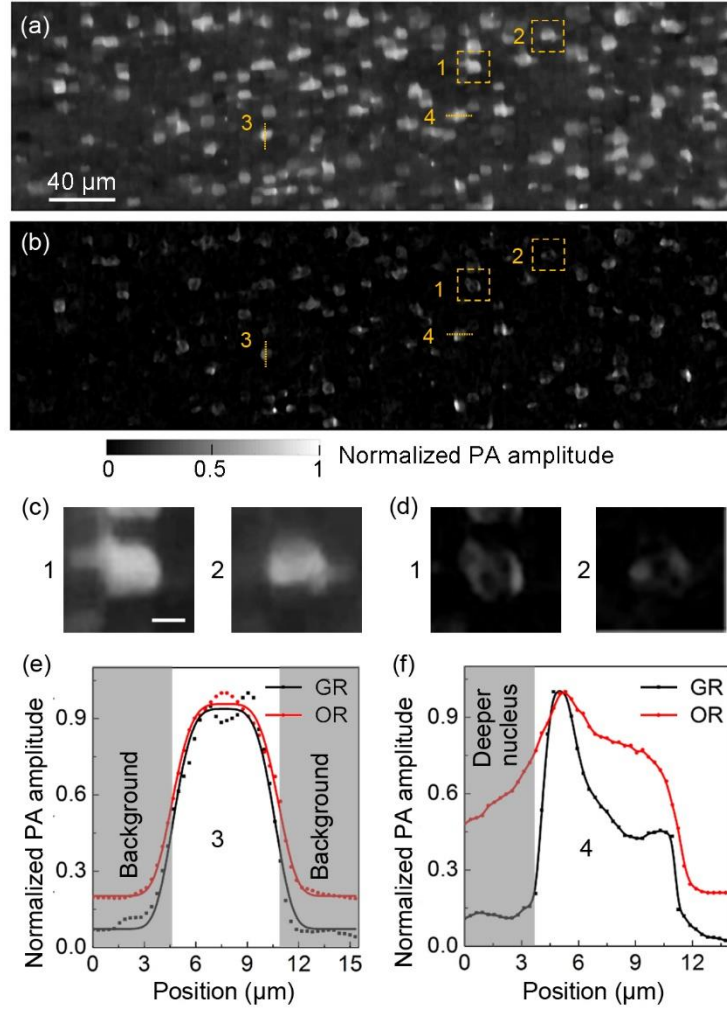 (a)
2
1
4
3
40 µm
(b)
2
1
4
3
0 0.5 1 Normalized PA amplitude
(c) (d)
1 2 1 2
(e)
Normalized PA amplitude
0.9
0.6
0.3
0.0
Background
3
Background
GR
OR
0 3 6 9 12 15
Position (µm)
(f)
Normalized PA amplitude
0.9
0.6
0.3
0.0
Deeper
nucleus
4
GR
OR
0 3 6 9 12
Position (µm)